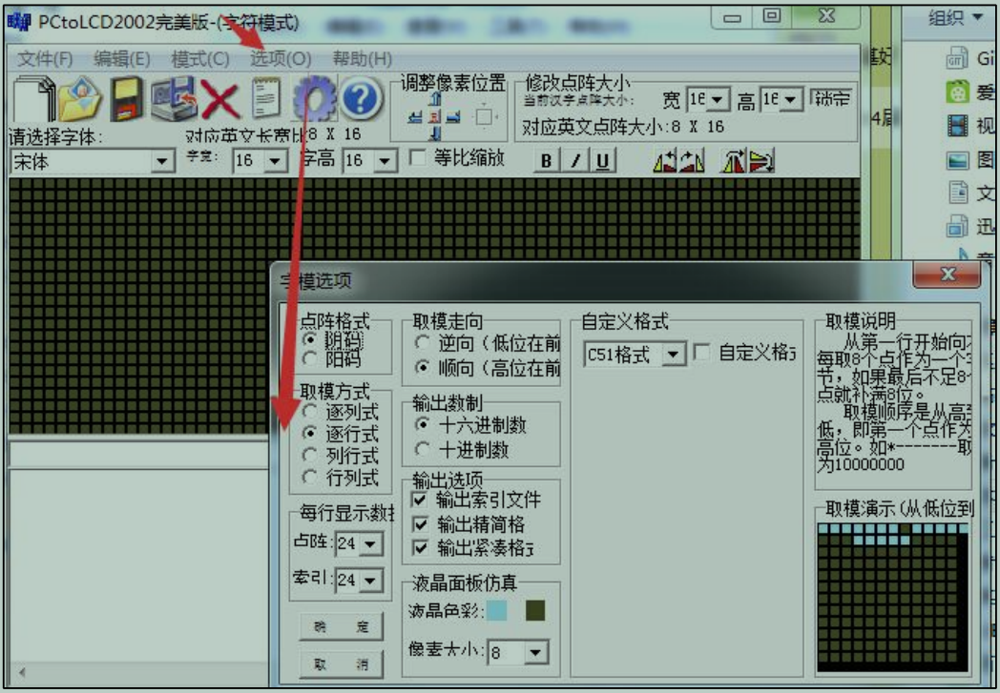 PCtoLCD2002完美版-(字符模式)
组织
文件(F) 编辑(E) 模式(C) 选项(O) 帮助(H)
调整像素位置
修改点阵大小
当前汉字点阵大小: 宽 16 高 16 锁定
对应英文点阵大小:8 X 16
请选择字体: 对应英文长宽比8 X 16
宋体 字宽: 16 字高 16 等比缩放 B I U
Gi
爱
视
图
文
迅
字模选项
点阵格式
阴码
阳码
取模方式
逐列式
逐行式
列行式
行列式
每行显示数
点阵:24
索引:24
确 定
取 消
取模走向
逆向(低位在前
顺向(高位在前
输出数制
十六进制数
十进制数
输出选项
输出索引文件
输出精简格
输出紧凑格式
液晶面板仿真
液晶色彩:
像素大小:8
自定义格式
C51格式 自定义格式
取模说明
从第一行开始向
每取8个点作为一个字
节,如果最后不足8个
点就补满8位。
取模顺序是从高到
低,即第一个点作为
高位。如*-------取
为10000000
取模演示(从低位到